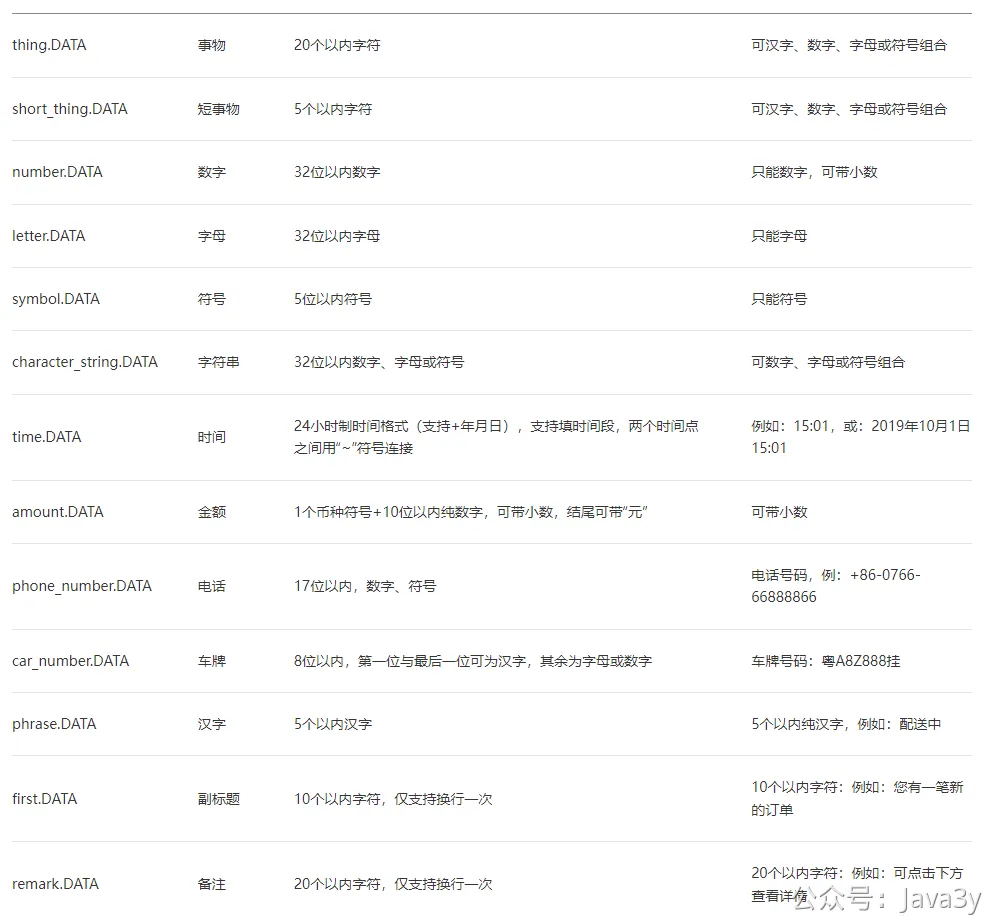 thing.DATA 事物 20个以内字符 可汉字、数字、字母或符号组合
short_thing.DATA 短事物 5个以内字符 可汉字、数字、字母或符号组合
number.DATA 数字 32位以内数字 只能数字，可带小数
letter.DATA 字母 32位以内字母 只能字母
symbol.DATA 符号 5位以内符号 只能符号
character_string.DATA 字符串 32位以内数字、字母或符号 可数字、字母或符号组合
time.DATA 时间 24小时制时间格式（支持+年月日），支持填时间段，两个时间点
之间用“~”符号连接
例如：15:01，或：2019年10月1日
15:01
amount.DATA 金额 1个币种符号+10位以内纯数字，可带小数，结尾可带“元” 可带小数
phone_number.DATA 电话 17位以内，数字、符号 电话号码，例：+86-0766-
66888866
car_number.DATA 车牌 8位以内，第一位与最后一位可为汉字，其余为字母或数字 车牌号码：粤A8Z888挂
phrase.DATA 汉字 5个以内汉字 5个以内纯汉字，例如：配送中
first.DATA 副标题 10个以内字符，仅支持换行一次 10个以内字符：例如：您有一笔新
的订单
remark.DATA 备注 20个以内字符，仅支持换行一次 20个以内字符：例如：可点击下方
查看详情
公众号：Java3y